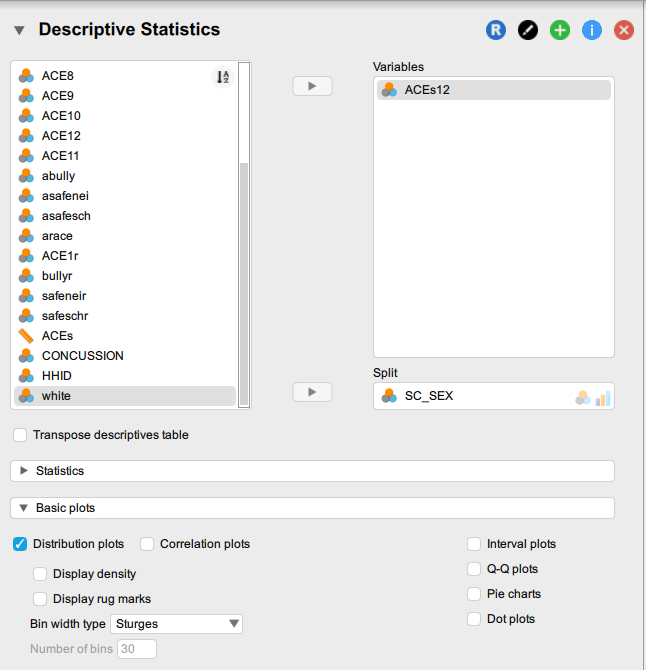 Descriptive Statistics
R
i
ACE8
ACE9
ACE10
ACE12
ACE11
abully
asafenei
asafesch
arace
ACE1r
bullyr
safeneir
safeschr
ACEs
CONCUSSION
HHID
white
A
Z
Variables
ACEs12
Split
SC_SEX
Transpose descriptives table
Statistics
Basic plots
Distribution plots
Correlation plots
Display density
Display rug marks
Bin width type
Sturges
Number of bins
30
Interval plots
Q-Q plots
Pie charts
Dot plots